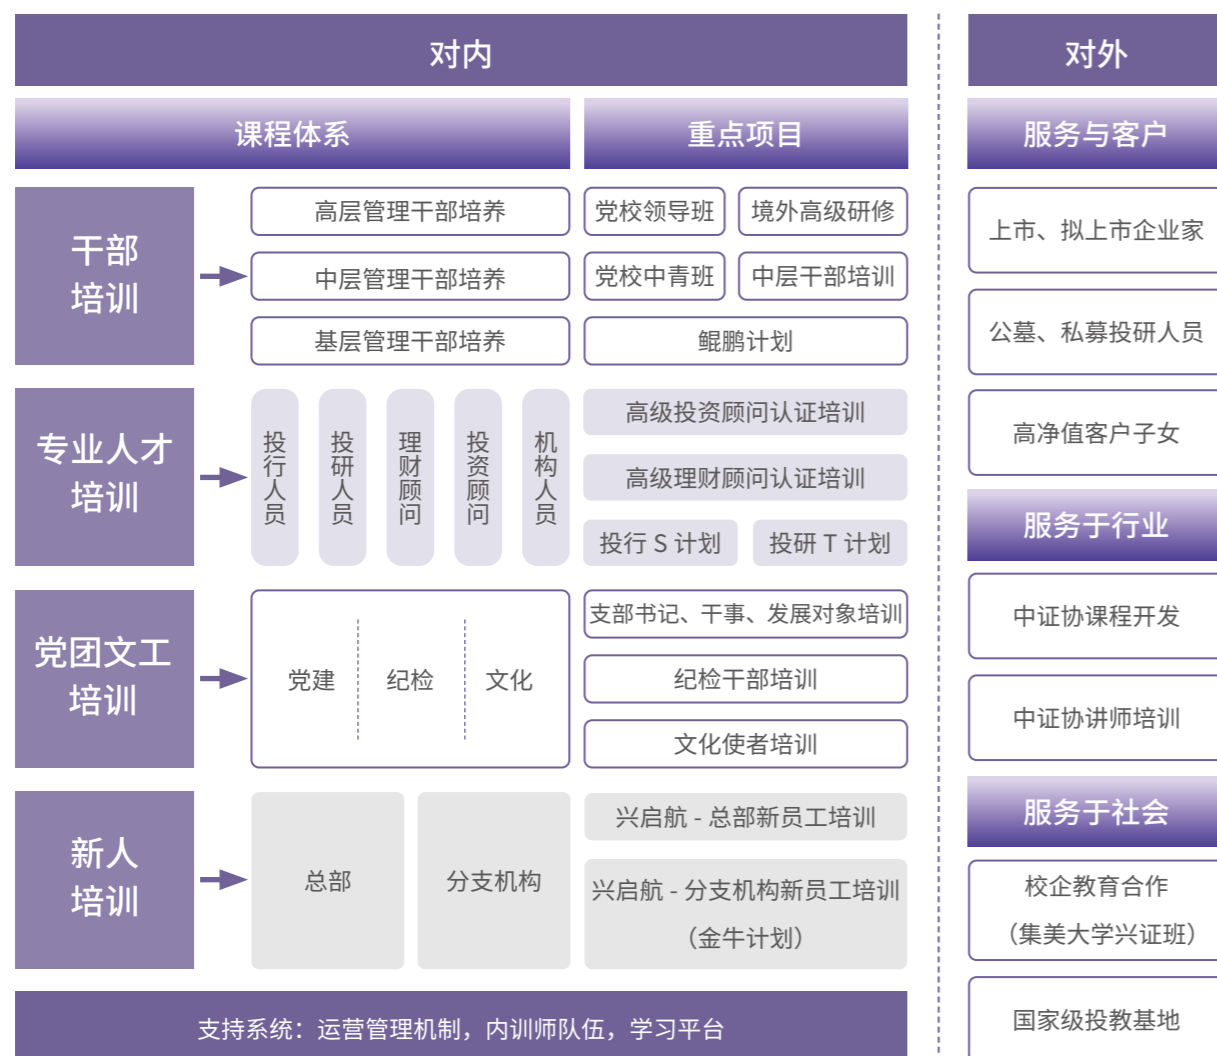 对内
课程体系
重点项目
干部
培训
高层管理干部培养
中层管理干部培养
基层管理干部培养
党校领导班
境外高级研修
党校中青班
中层干部培训
鲲鹏计划
专业人才
培训
投行人员
投研人员
理财顾问
投资顾问
机构人员
高级投资顾问认证培训
高级理财顾问认证培训
投行 S 计划
投研 T 计划
党团文工
培训
党建
纪检
文化
支部书记、干事、发展对象培训
纪检干部培训
文化使者培训
新人
培训
总部
分支机构
兴启航 - 总部新员工培训
兴启航 - 分支机构新员工培训
（金牛计划）
支持系统：运营管理机制，内训师队伍，学习平台
对外
服务与客户
上市、拟上市企业家
公墓、私募投研人员
高净值客户子女
服务于行业
中证协课程开发
中证协讲师培训
服务于社会
校企教育合作
（集美大学兴证班）
国家级投教基地